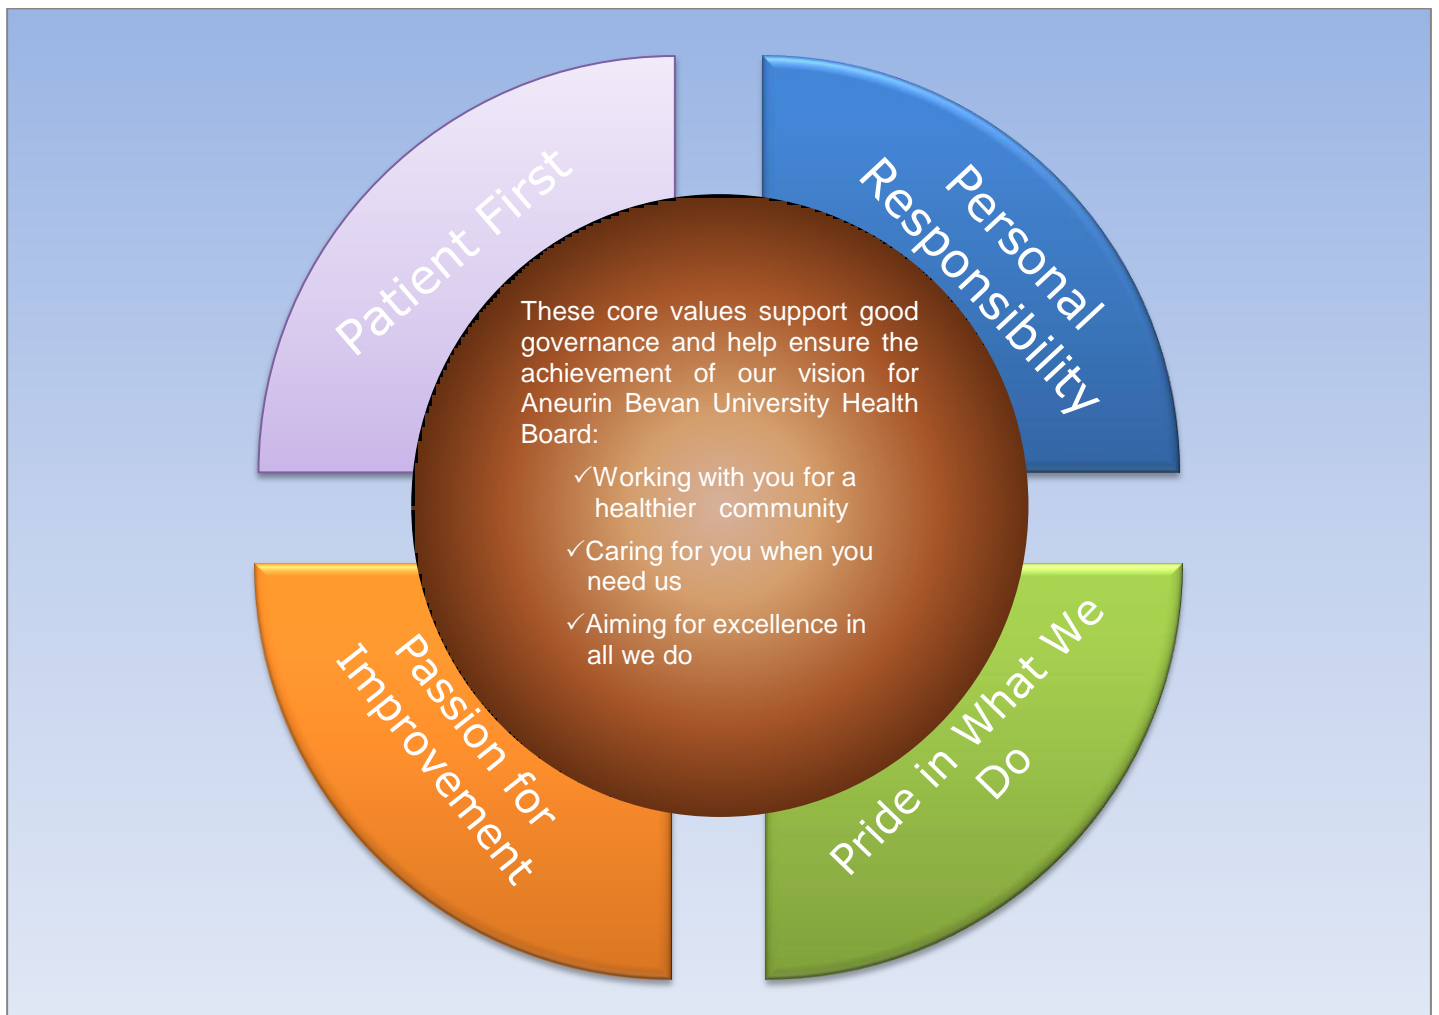 Patient First
Personal
Responsibility
These core values support good
governance and help ensure the
achievement of our vision for
Aneurin Bevan University Health
Board:
✓Working with you for a
healthier community
✓Caring for you when you
need us
✓Aiming for excellence in
all we do
Passion for
Improvement
Pride in What We
Do